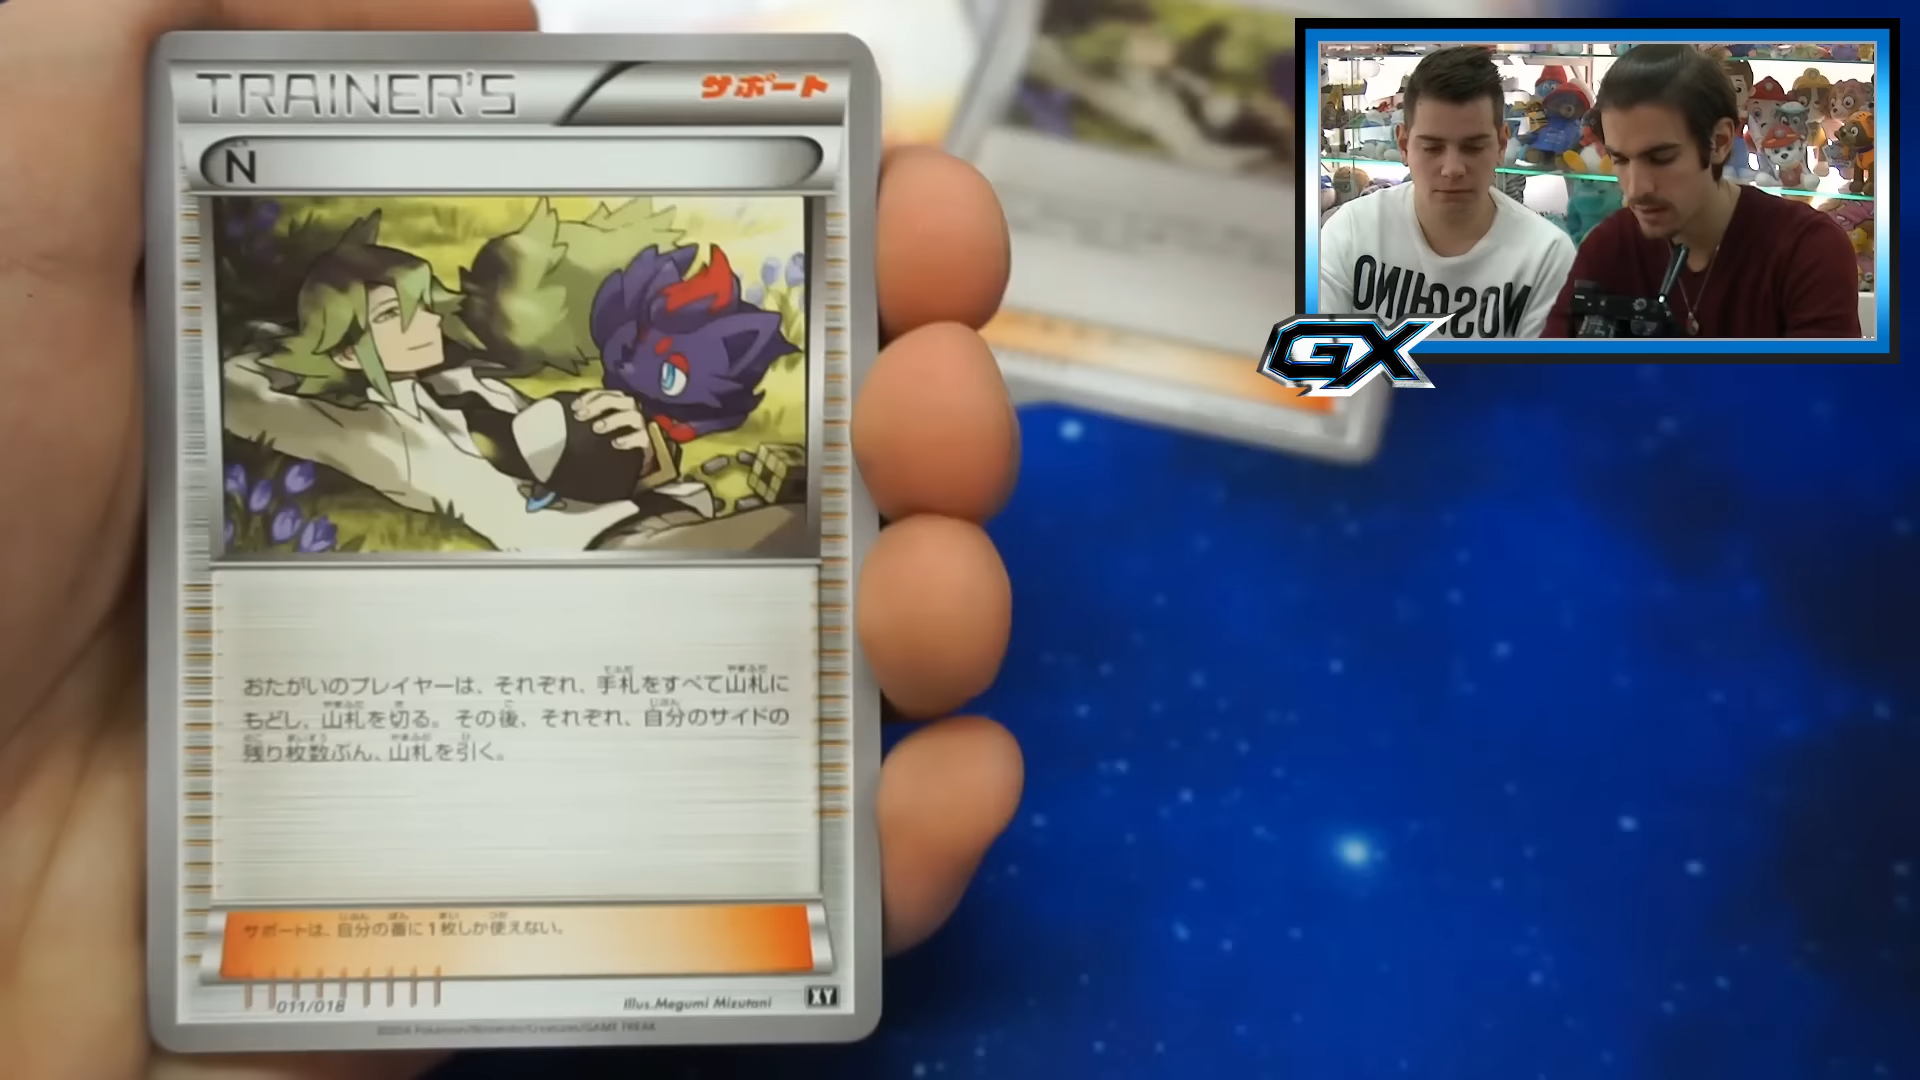 TRAINER'S サポート
N
おたがいのプレイヤーは、それぞれ、手札をすべて山札に
もどし、山札を切る。その後、それぞれ、自分のサイドの
残り枚数ぶん、山札を引く。
サポートは、自分の番に1枚しか使えない。
011/018 Illus.Megumi Mizutani XY
MOSCHINO
GX